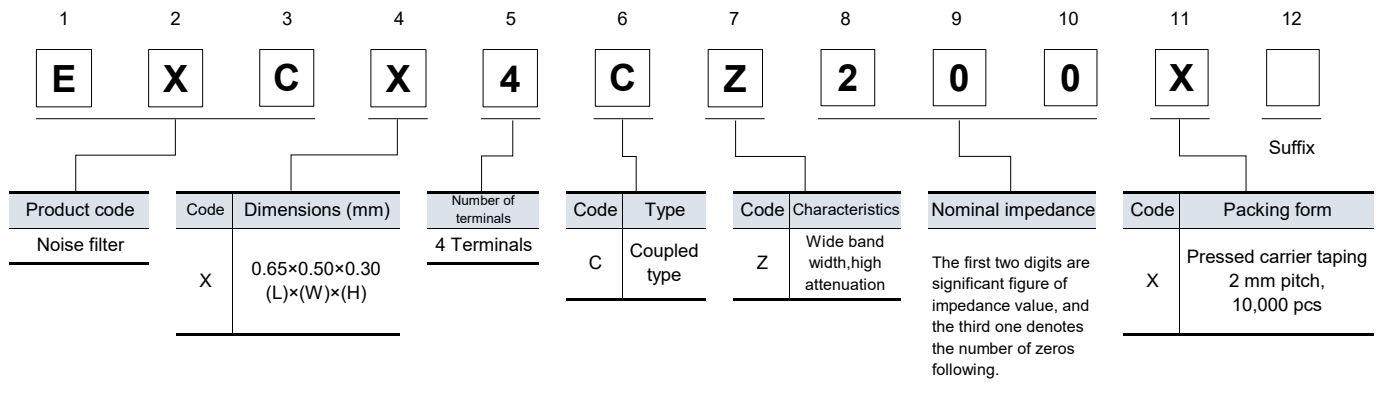 1 2 3 4 5 6 7 8 9 10 11 12
E X C X 4 C Z 2 0 0 X
Suffix
Product code
Noise filter
Code Dimensions (mm)
X
0.65×0.50×0.30
(L)×(W)×(H)
Number of
terminals
4 Terminals
Code Type
C
Coupled
type
Code Characteristics
Z
Wide band
width,high
attenuation
Nominal impedance
The first two digits are
significant figure of
impedance value, and
the third one denotes
the number of zeros
following.
Code Packing form
X
Pressed carrier taping
2 mm pitch,
10,000 pcs